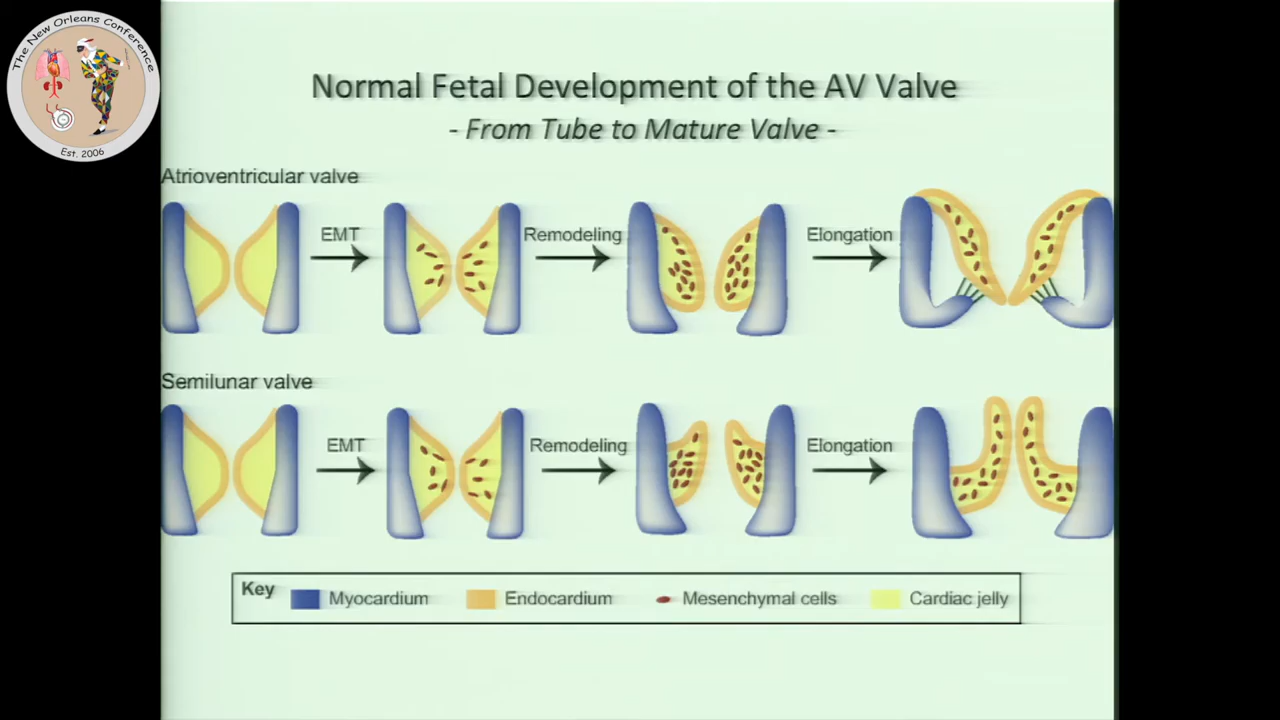 The New Orleans Conference
Est. 2006
Normal Fetal Development of the AV Valve
- From Tube to Mature Valve -
Atrioventricular valve
EMT
Remodeling
Elongation
Semilunar valve
EMT
Remodeling
Elongation
Key
Myocardium
Endocardium
Mesenchymal cells
Cardiac jelly